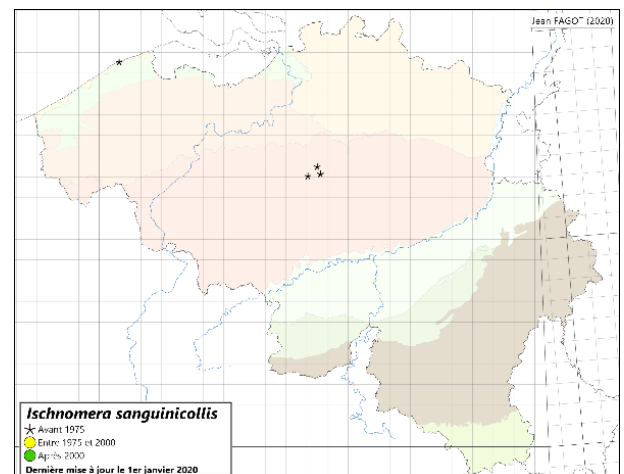 Jean FAGOT (2020)
Ischnomera sanguinicollis
Avant 1975
Entre 1975 et 2000
Après 2000
Dernière mise à jour le 1er janvier 2020